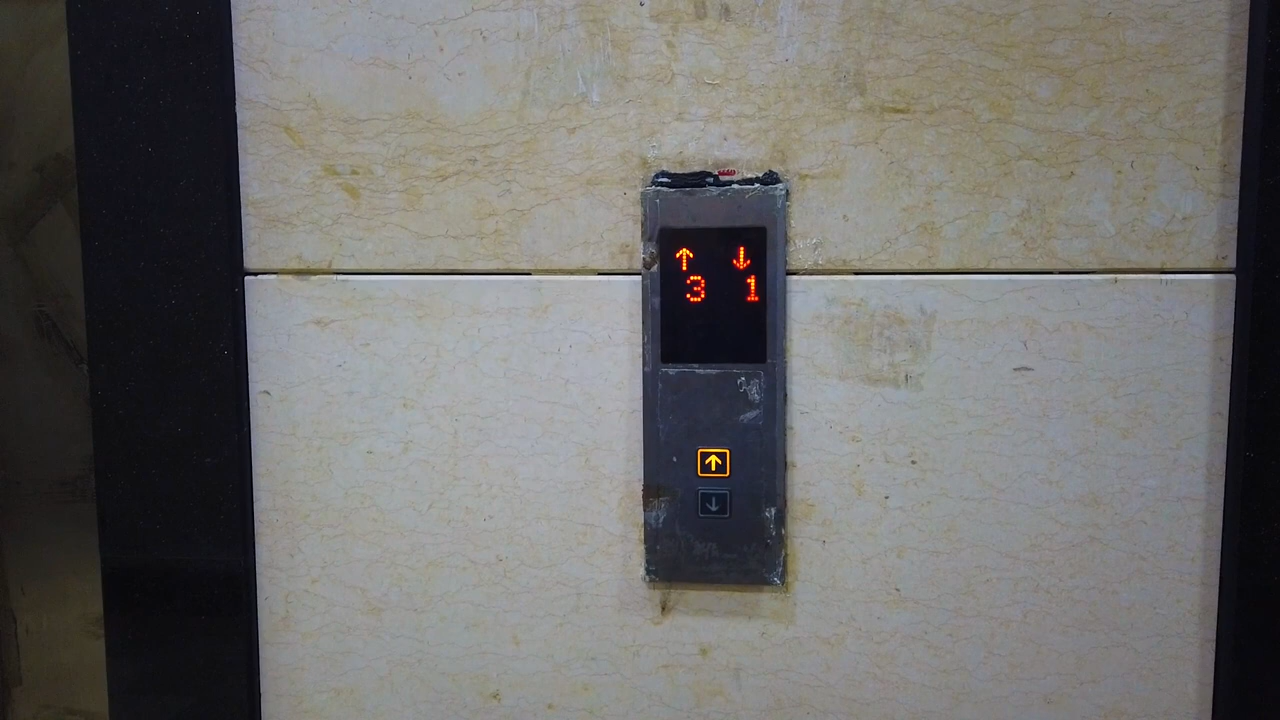 ↑ ↓
3 1
↑
↓